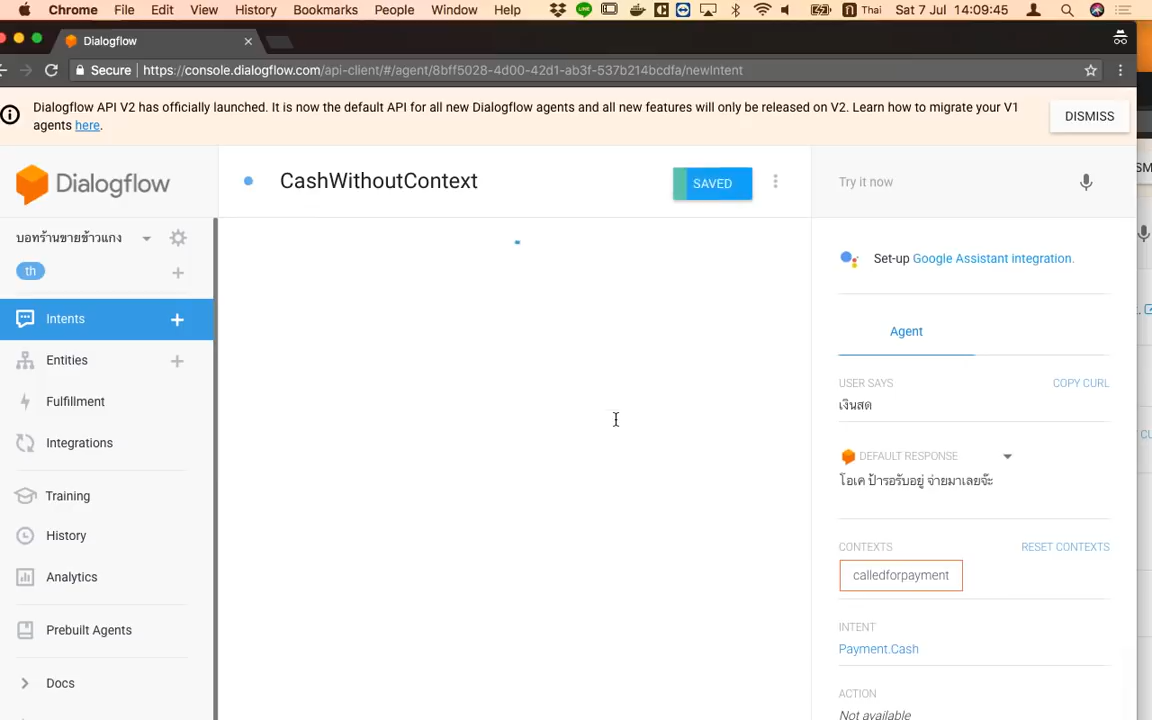 Chrome File Edit View History Bookmarks People Window Help
Thai Sat 7 Jul 14:09:45
Dialogflow
Secure https://console.dialogflow.com/api-client/#/agent/8bff5028-4d00-42d1-ab3f-537b214bcdfa/newIntent
Dialogflow API V2 has officially launched. It is now the default API for all new Dialogflow agents and all new features will only be released on V2. Learn how to migrate your V1
agents here.
DISMISS
Dialogflow
CashWithoutContext
SAVED
Try it now
บอทร้านขายข้าวแกง
th
Intents
Entities
Fulfillment
Integrations
Training
History
Analytics
Prebuilt Agents
Docs
Set-up Google Assistant integration.
Agent
USER SAYS COPY CURL
เงินสด
DEFAULT RESPONSE
โอเค ป้ารอรับอยู่ จ่ายมาเลยจ๊ะ
CONTEXTS RESET CONTEXTS
calledforpayment
INTENT
Payment.Cash
ACTION
Not available